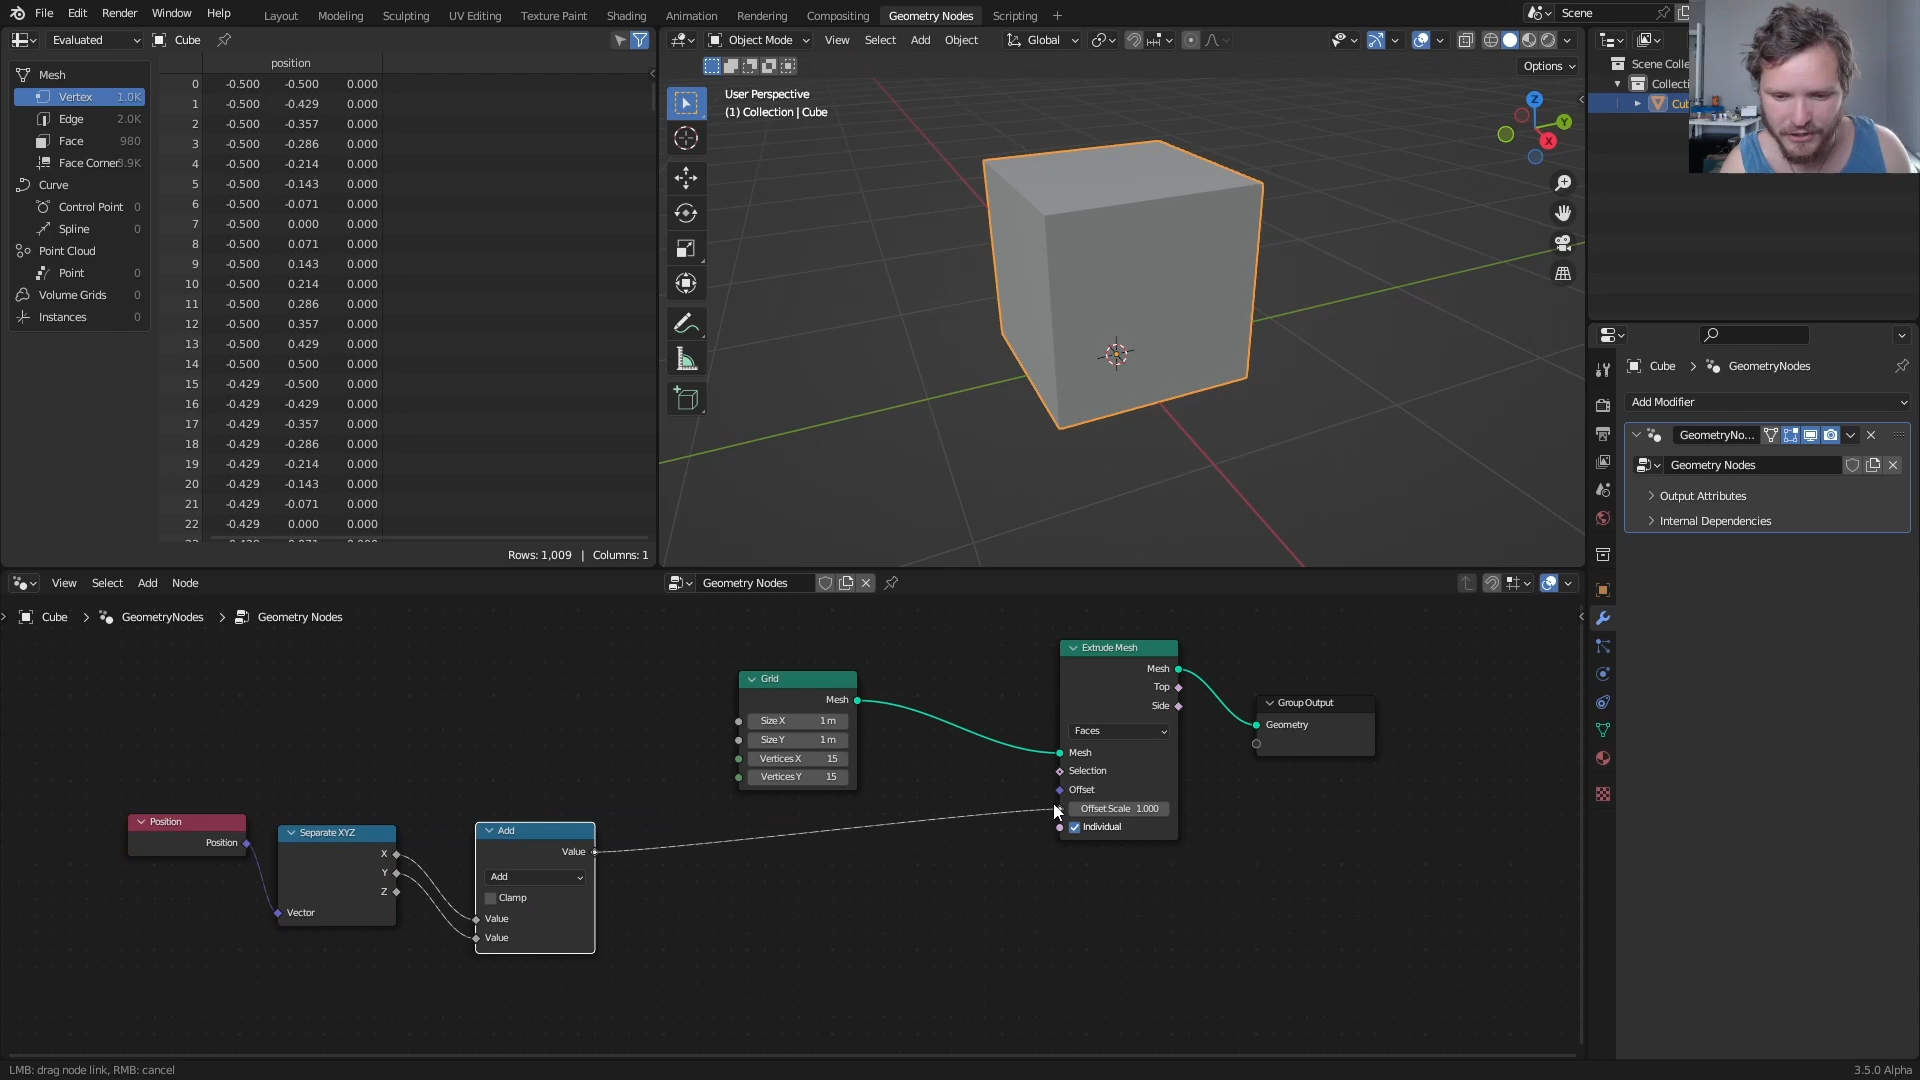 File Edit Render Window Help Layout Modeling Sculpting UV Editing Texture Paint Shading Animation Rendering Compositing Geometry Nodes Scripting Scene
Evaluated Cube
Object Mode View Select Add Object Global
Options
position
Mesh
Vertex 1.0K
Edge 2.0K
Face 980
Face Corner 3.9K
Curve
Control Point 0
Spline 0
Point Cloud
Point 0
Volume Grids 0
Instances 0
0 -0.500 -0.500 0.000
1 -0.500 -0.429 0.000
2 -0.500 -0.357 0.000
3 -0.500 -0.286 0.000
4 -0.500 -0.214 0.000
5 -0.500 -0.143 0.000
6 -0.500 -0.071 0.000
7 -0.500 0.000 0.000
8 -0.500 0.071 0.000
9 -0.500 0.143 0.000
10 -0.500 0.214 0.000
11 -0.500 0.286 0.000
12 -0.500 0.357 0.000
13 -0.500 0.429 0.000
14 -0.500 0.500 0.000
15 -0.429 -0.500 0.000
16 -0.429 -0.429 0.000
17 -0.429 -0.357 0.000
18 -0.429 -0.286 0.000
19 -0.429 -0.214 0.000
20 -0.429 -0.143 0.000
21 -0.429 -0.071 0.000
22 -0.429 0.000 0.000
Rows: 1,009 | Columns: 1
User Perspective
(1) Collection | Cube
Z
Y
X
Scene Colle
Collecti
Cub
Cube > GeometryNodes
Add Modifier
GeometryNo...
Geometry Nodes
Output Attributes
Internal Dependencies
View Select Add Node
Geometry Nodes
Cube > GeometryNodes > Geometry Nodes
Position
Position
Separate XYZ
X
Y
Z
Vector
Add
Value
Add
Clamp
Value
Value
Grid
Mesh
Size X 1 m
Size Y 1 m
Vertices X 15
Vertices Y 15
Extrude Mesh
Mesh
Top
Side
Faces
Mesh
Selection
Offset
Offset Scale 1.000
Individual
Group Output
Geometry
LMB: drag node link, RMB: cancel
3.5.0 Alpha